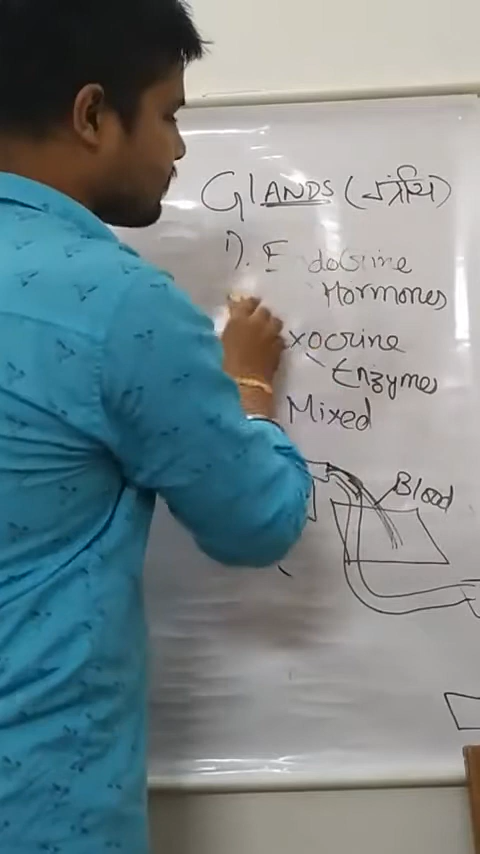 GLANDS (ग्रंथि)
1). E doCrine
Hormones
xocrine
Enzymes
Mixed
Blood